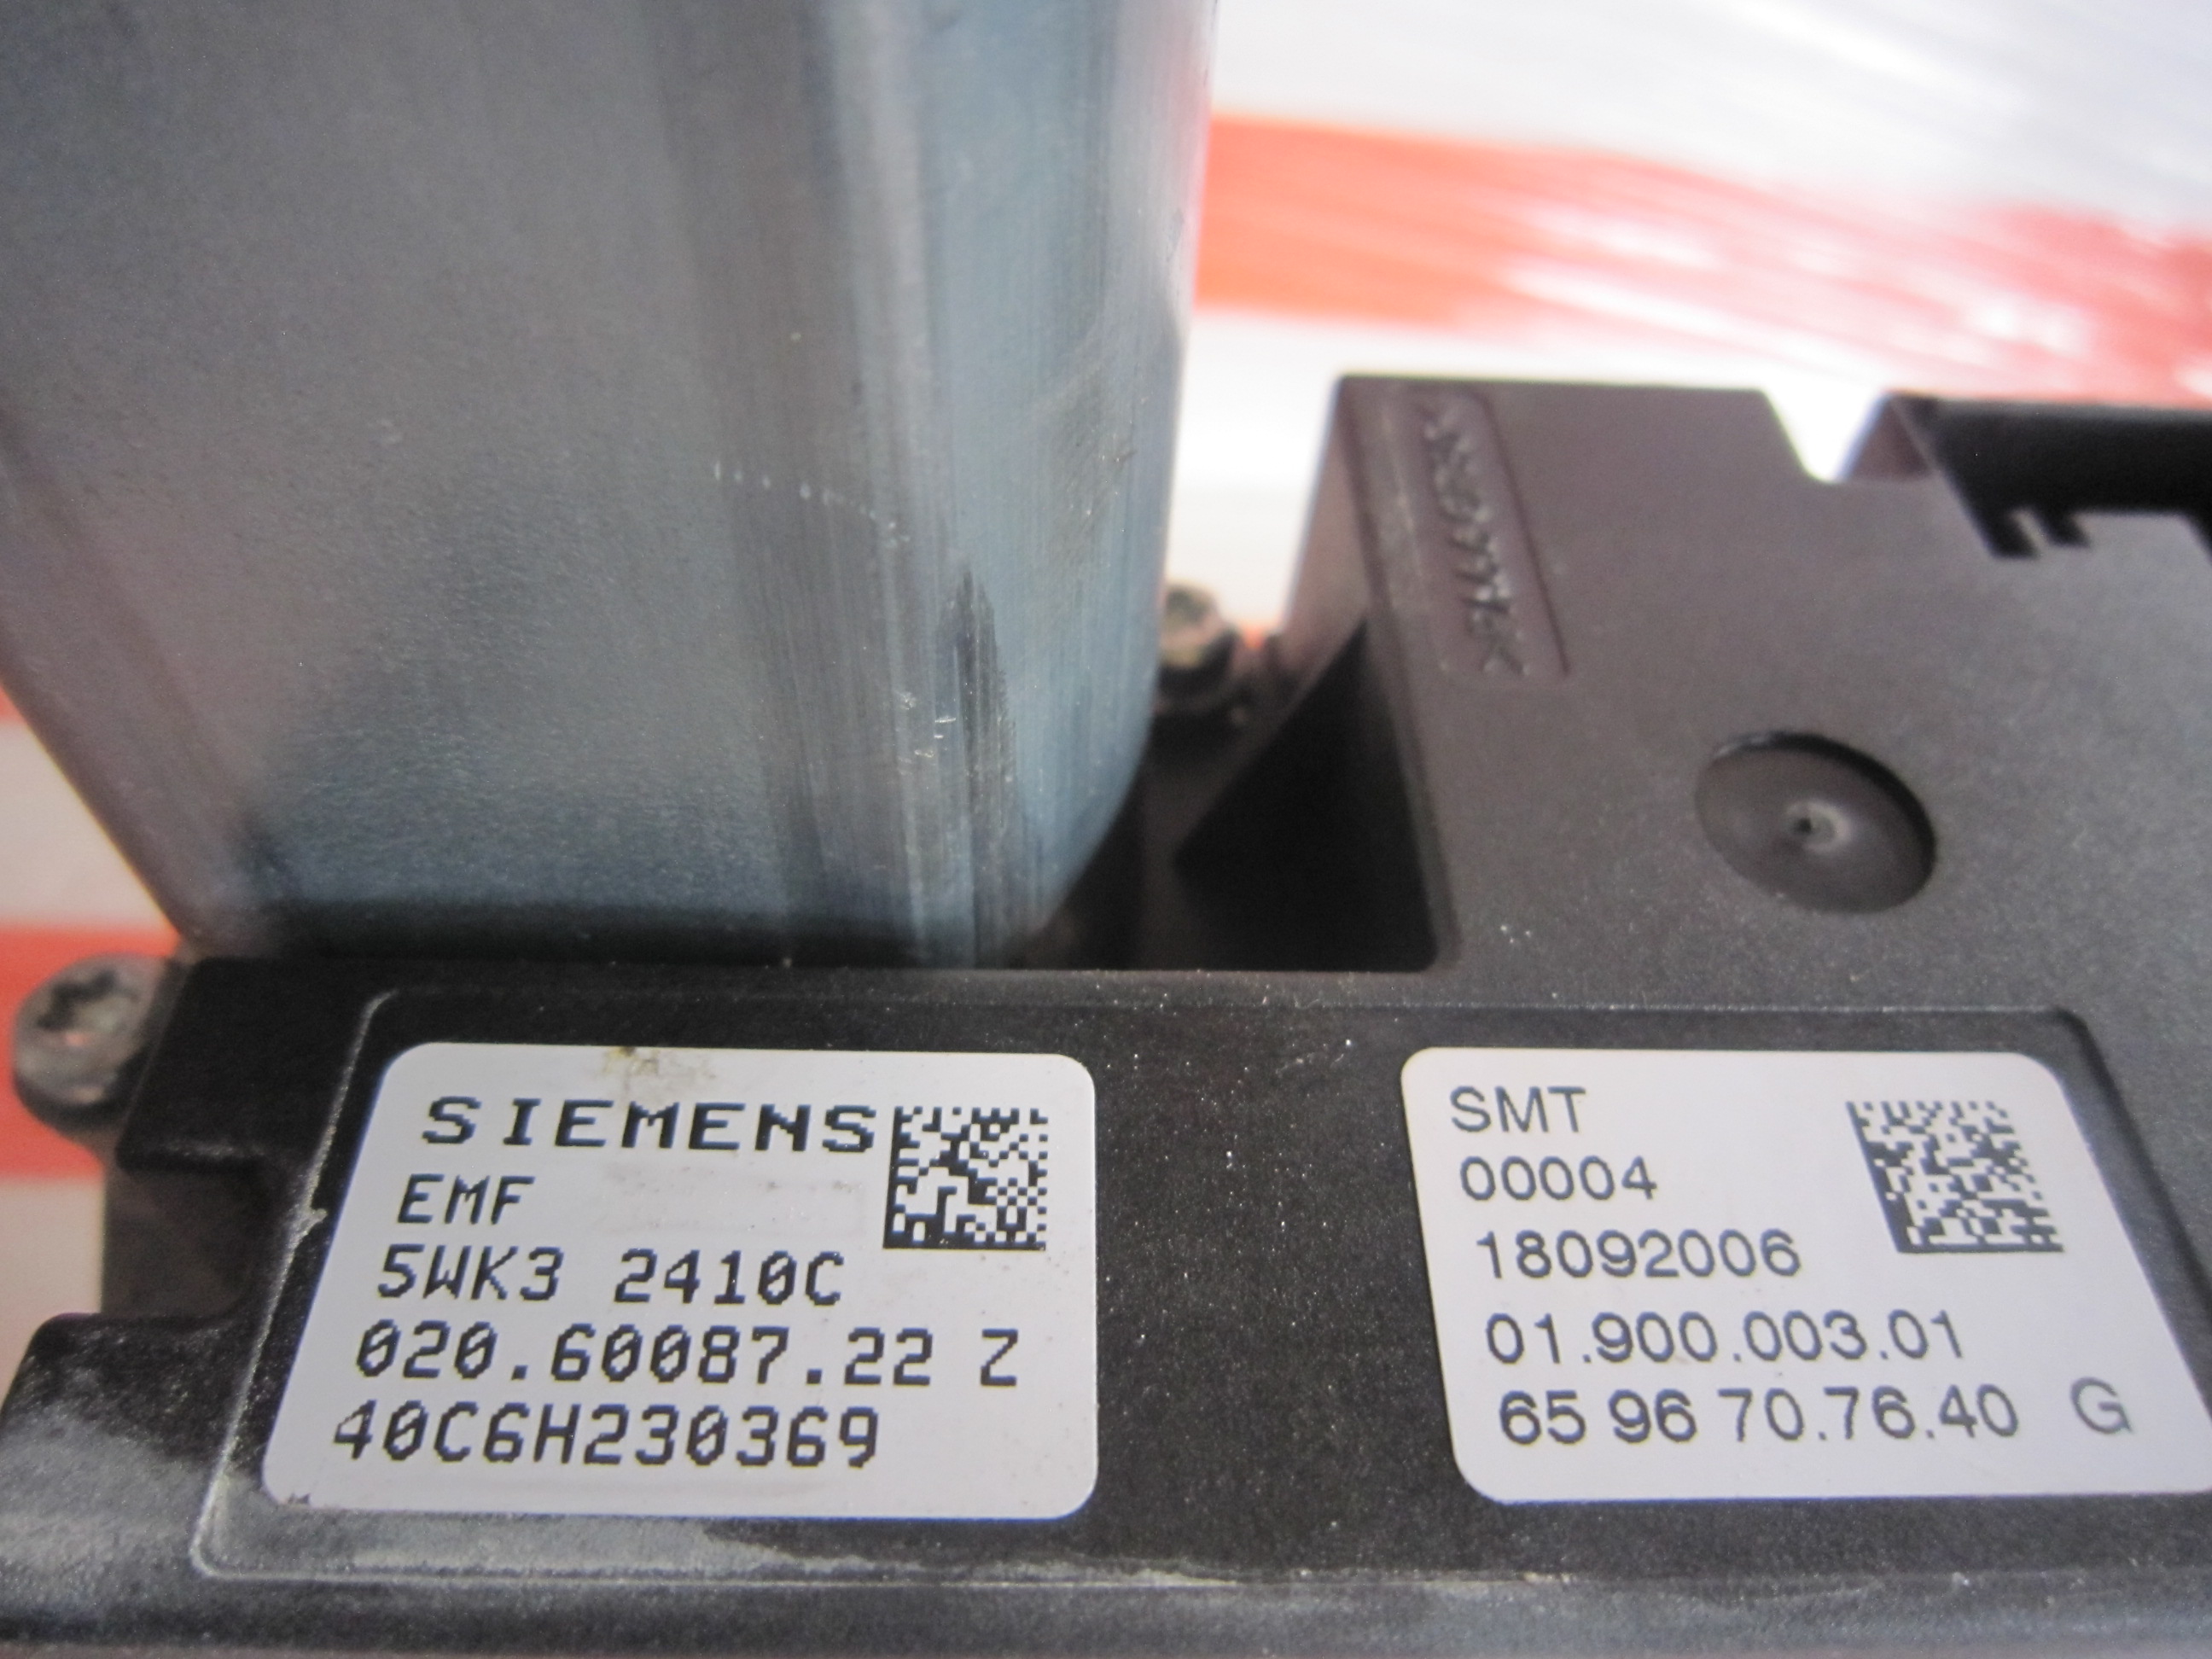 SIEMENS
EMF
5WK3 2410C
020.60087.22 Z
40C6H230369
SMT
00004
18092006
01.900.003.01
65 96 70.76.40 G